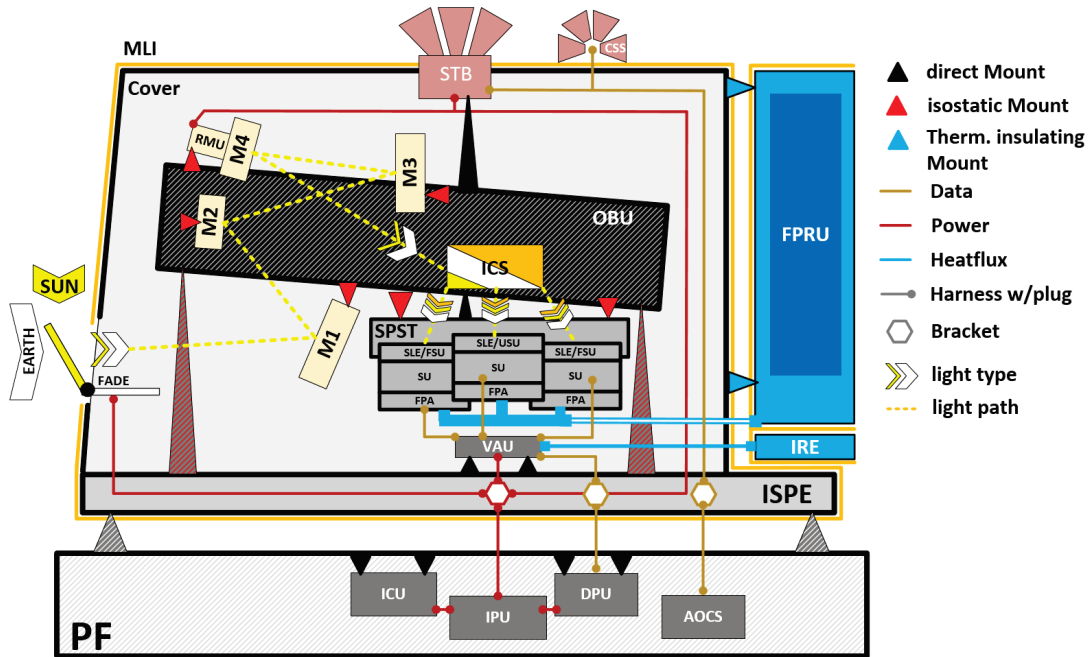 MLI
Cover
STB
CSS
RMU
M4
M3
M2
OBU
FPRU
ICS
SUN
EARTH
M1
SPST
SLE/FSU
SLE/USU
SLE/FSU
SU
SU
SU
FPA
FPA
FPA
FADE
VAU
IRE
ISPE
ICU
IPU
DPU
AOCS
PF
direct Mount
isostatic Mount
Therm. insulating
Mount
Data
Power
Heatflux
Harness w/plug
Bracket
light type
light path